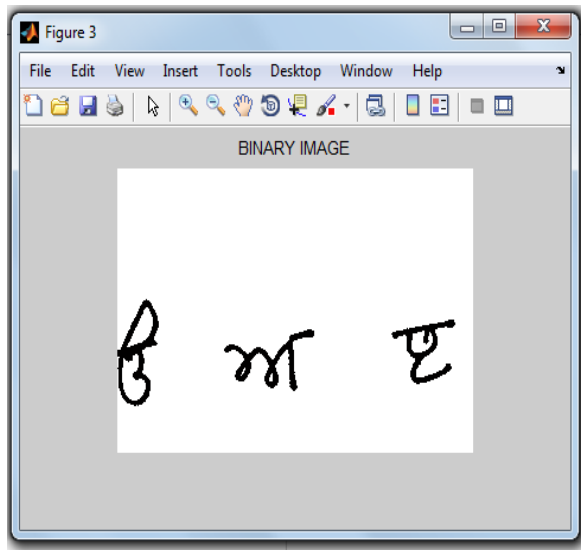 Figure 3
File Edit View Insert Tools Desktop Window Help
BINARY IMAGE
ੳ ਅ ੲ